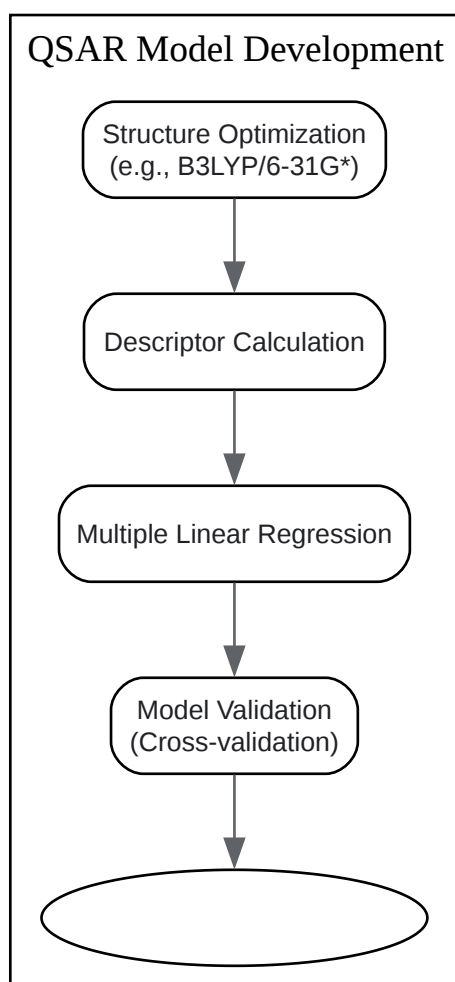 QSAR Model Development
Structure Optimization
(e.g., B3LYP/6-31G*)
Descriptor Calculation
Multiple Linear Regression
Model Validation
(Cross-validation)